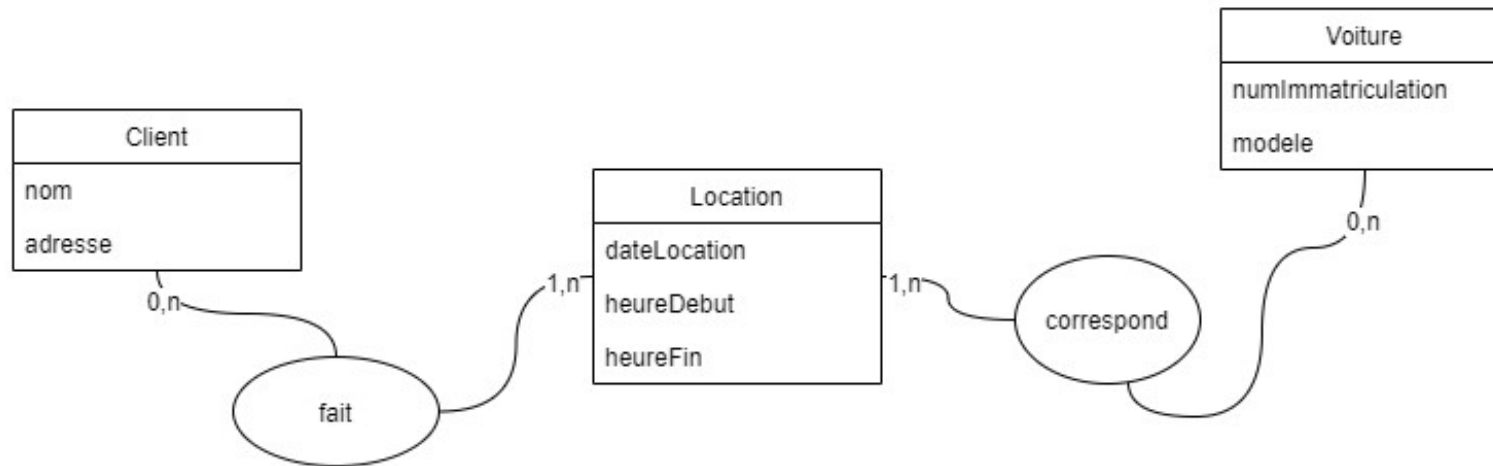 Client
nom
adresse
0,n
fait
1,n
Location
dateLocation
heureDebut
heureFin
1,n
correspond
0,n
Voiture
numImmatriculation
modele